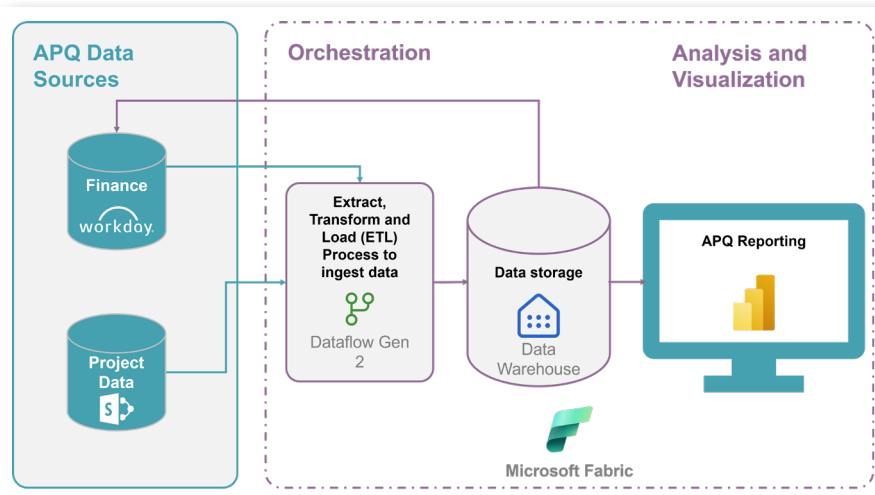 APQ Data
Sources
Orchestration
Analysis and
Visualization
Finance
workday.
Project
Data
S
Extract,
Transform and
Load (ETL)
Process to
ingest data
Dataflow Gen
2
Data storage
Data
Warehouse
APQ Reporting
Microsoft Fabric